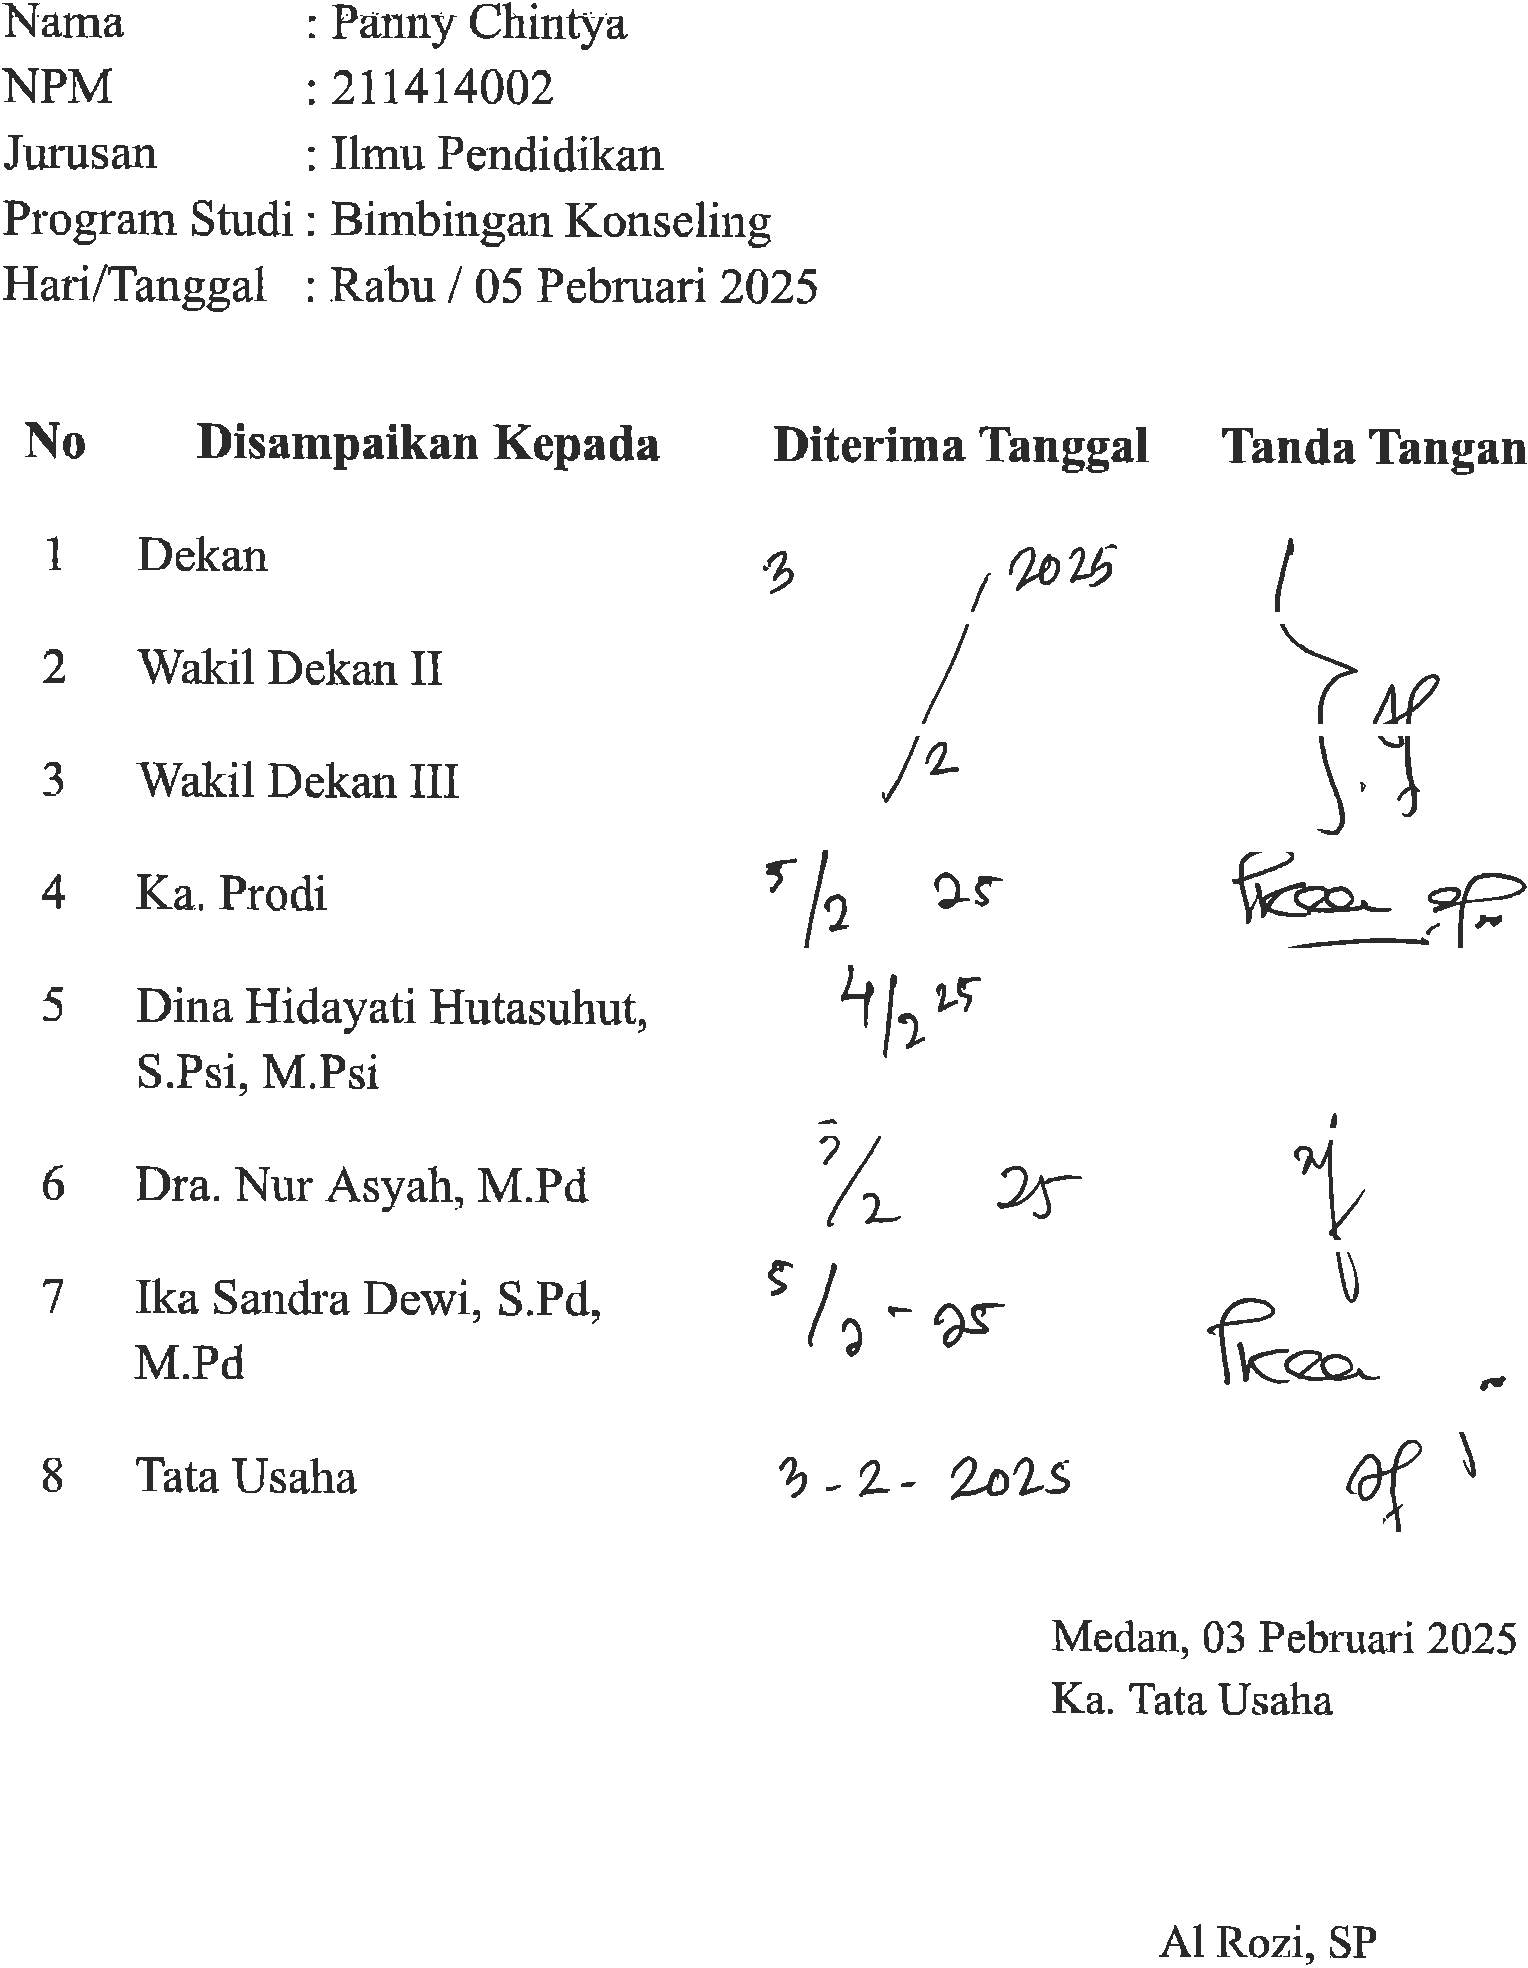 Nama : Panny Chintya
NPM : 211414002
Jurusan : Ilmu Pendidikan
Program Studi : Bimbingan Konseling
Hari/Tanggal : Rabu / 05 Pebruari 2025
No Disampaikan Kepada Diterima Tanggal Tanda Tangan
1 Dekan 3 / 2025
2 Wakil Dekan II
3 Wakil Dekan III /2
4 Ka. Prodi 5/2 25
5 Dina Hidayati Hutasuhut, 4/2 25
S.Psi, M.Psi
6 Dra. Nur Asyah, M.Pd /2 25
7 Ika Sandra Dewi, S.Pd, 5/2 - 25
M.Pd
8 Tata Usaha 3 - 2 - 2025
Medan, 03 Pebruari 2025
Ka. Tata Usaha
Al Rozi, SP